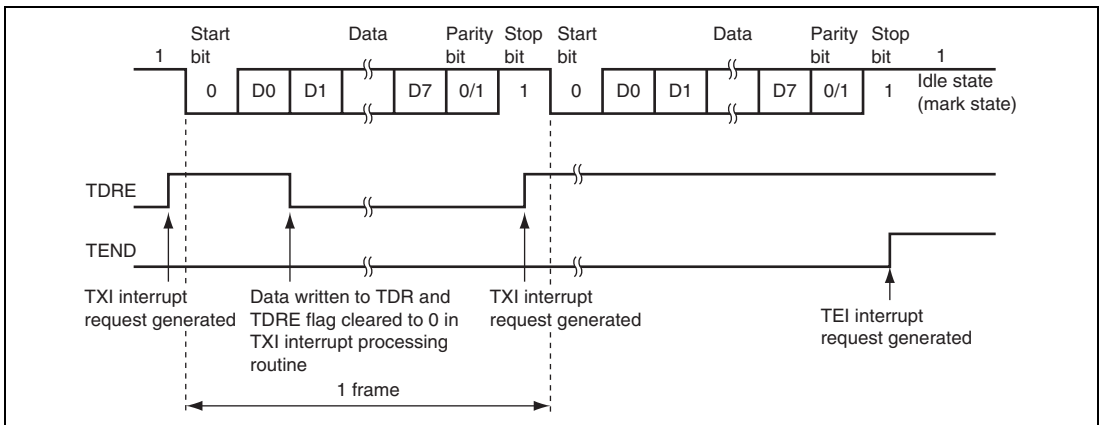 Start Data Parity Stop Start Data Parity Stop
1 bit bit bit bit bit bit 1
0 D0 D1 D7 0/1 1 0 D0 D1 D7 0/1 1 Idle state
(mark state)
TDRE
TEND
TXI interrupt
request generated
Data written to TDR and
TDRE flag cleared to 0 in
TXI interrupt processing
routine
TXI interrupt
request generated
TEI interrupt
request generated
1 frame